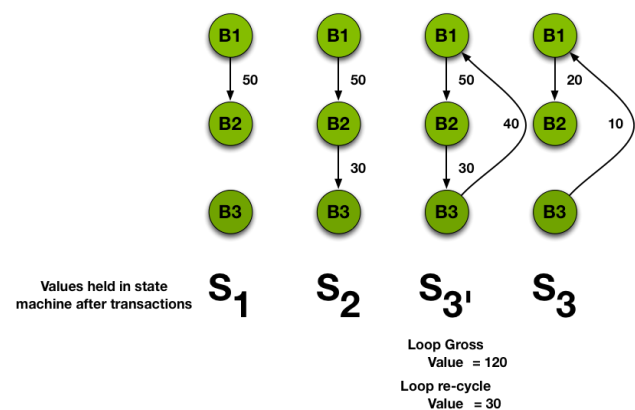 B1 B1 B1 B1
50 50 50 20
B2 B2 B2 40 B2 10
30 30
B3 B3 B3 B3
Values held in state
machine after transactions
S1 S2 S3' S3
Loop Gross
Value = 120
Loop re-cycle
Value = 30